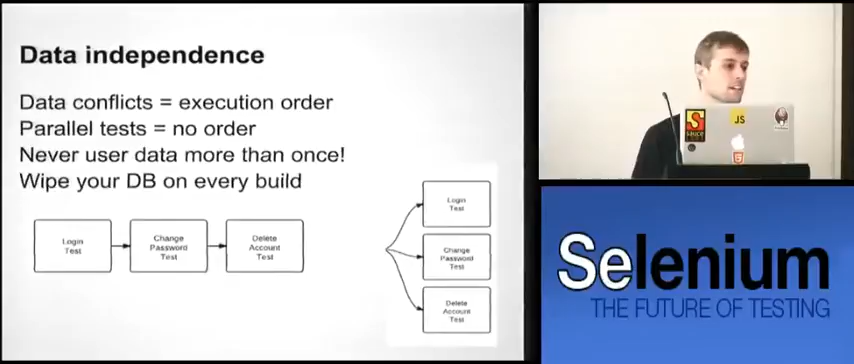 Data independence
Data conflicts = execution order
Parallel tests = no order
Never user data more than once!
Wipe your DB on every build
Login
Test
Change
Password
Test
Delete
Account
Test
Login
Test
Change
Password
Test
Delete
Account
Test
sauce
JS
Selenium
THE FUTURE OF TESTING